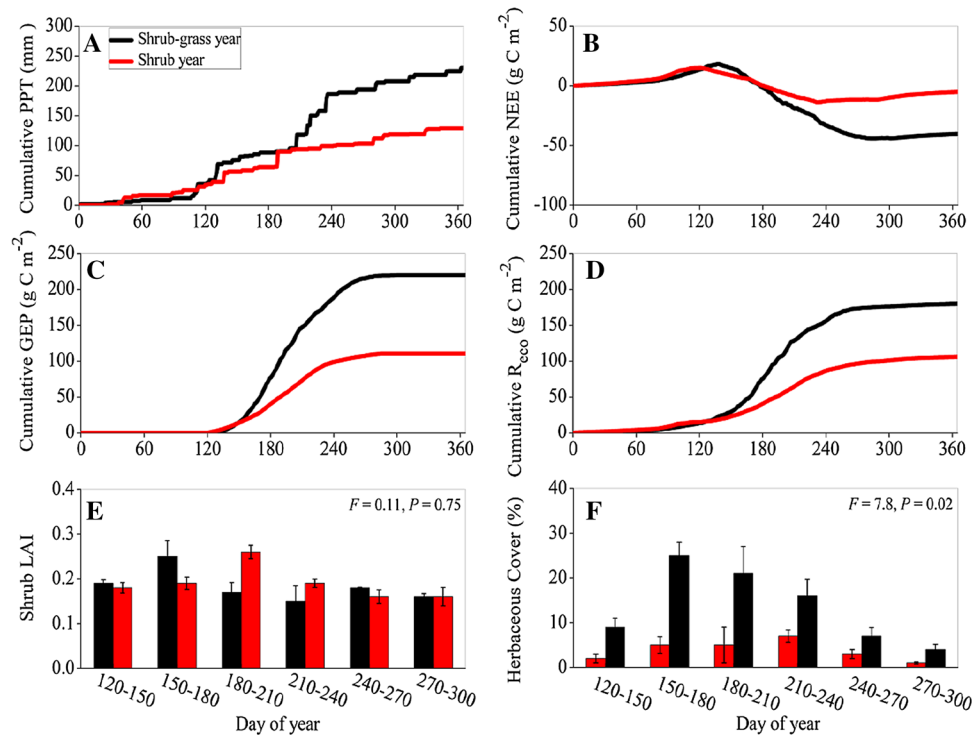 A
Shrub-grass year
Shrub year
Cumulative PPT (mm)
300
250
200
150
100
50
0
0 60 120 180 240 300 360
B
Cumulative NEE (g C m-2)
50
0
-50
-100
0 60 120 180 240 300 360
C
Cumulative GEP (g C m-2)
250
200
150
100
50
0
0 60 120 180 240 300 360
D
Cumulative Reco (g C m-2)
250
200
150
100
50
0
0 60 120 180 240 300 360
E
F = 0.11, P = 0.75
Shrub LAI
0.4
0.3
0.2
0.1
0.0
120-150 150-180 180-210 210-240 240-270 270-300
Day of year
F
F = 7.8, P = 0.02
Herbaceous Cover (%)
40
30
20
10
0
120-150 150-180 180-210 210-240 240-270 270-300
Day of year